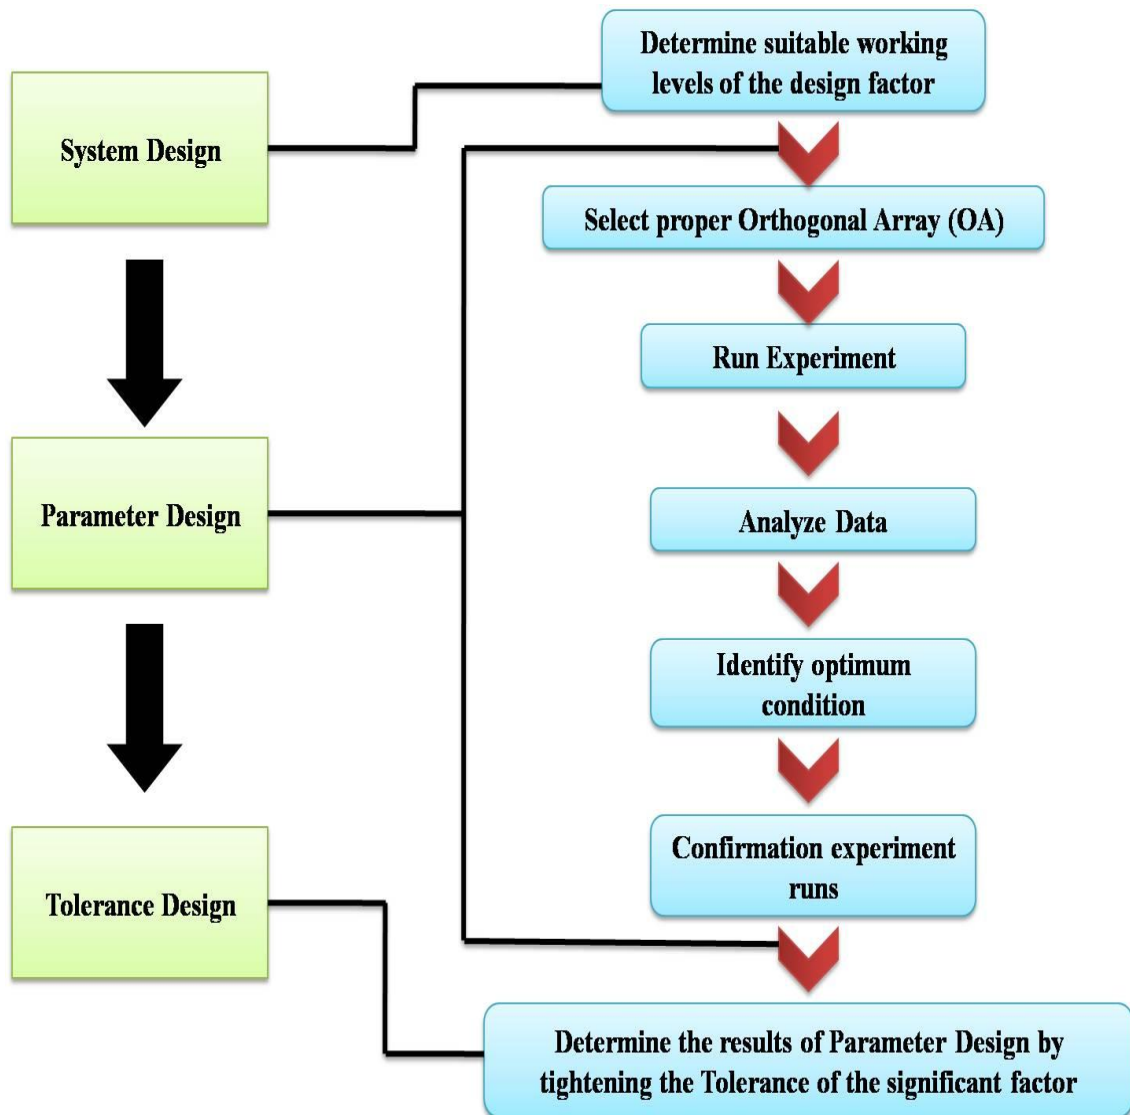 System Design
Parameter Design
Tolerance Design
Determine suitable working
levels of the design factor
Select proper Orthogonal Array (OA)
Run Experiment
Analyze Data
Identify optimum
condition
Confirmation experiment
runs
Determine the results of Parameter Design by
tightening the Tolerance of the significant factor